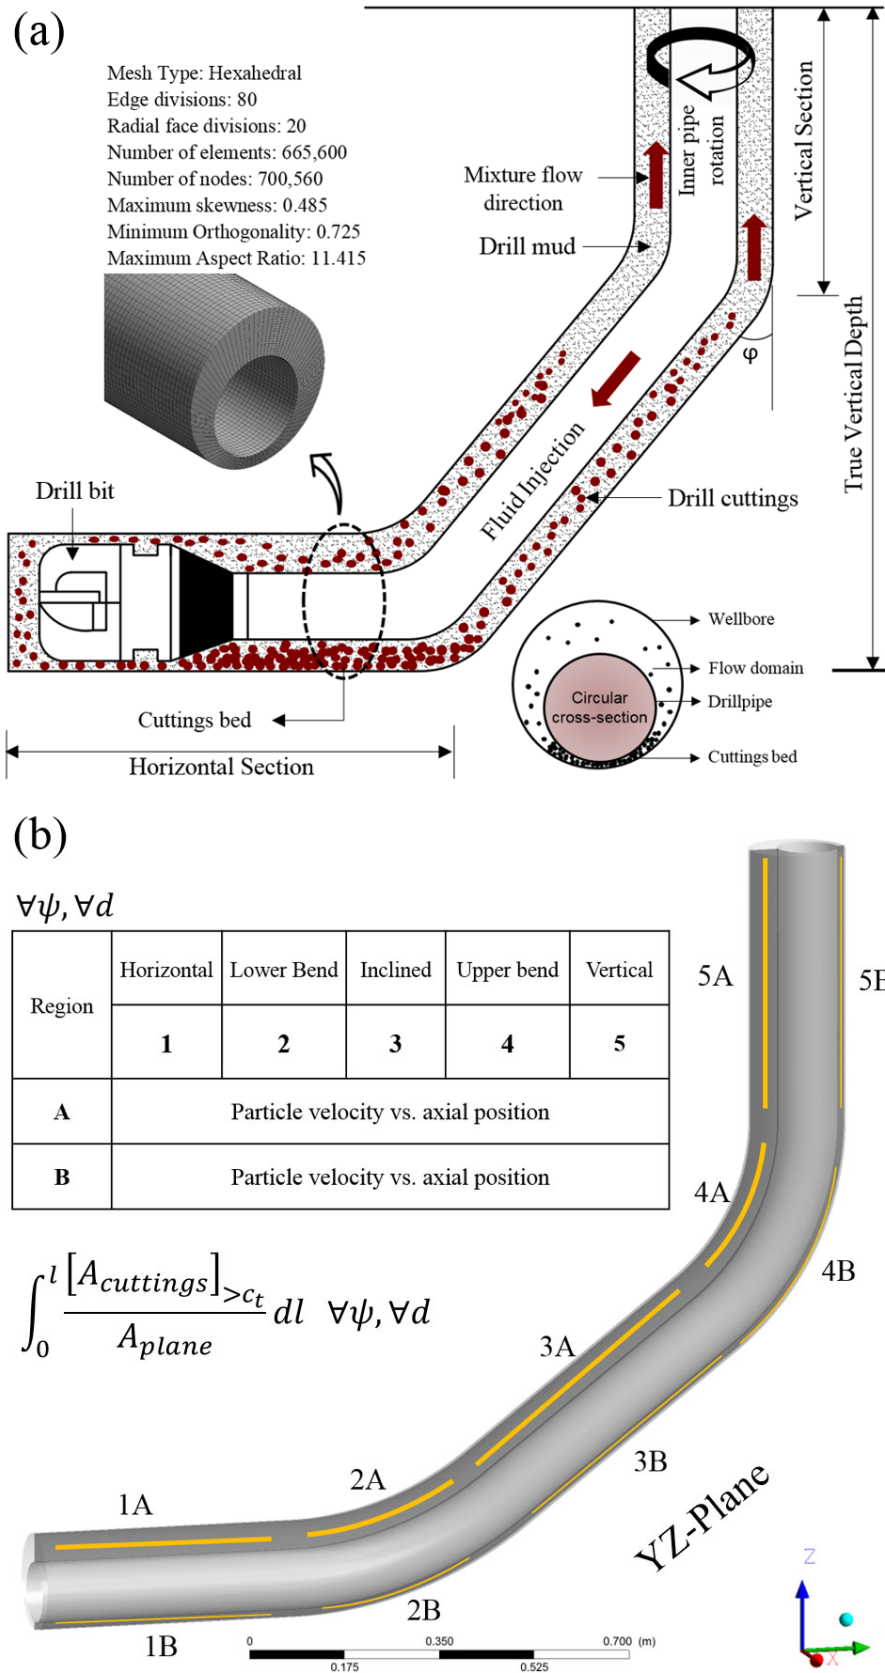 (a)
Mesh Type: Hexahedral
Edge divisions: 80
Radial face divisions: 20
Number of elements: 665,600
Number of nodes: 700,560
Maximum skewness: 0.485
Minimum Orthogonality: 0.725
Maximum Aspect Ratio: 11.415
Mixture flow
direction
Drill mud
Inner pipe
rotation
Vertical Section
True Vertical Depth
φ
Fluid Injection
Drill cuttings
Drill bit
Cuttings bed
Horizontal Section
Wellbore
Flow domain
Drillpipe
Cuttings bed
Circular
cross-section
(b)
∀ψ, ∀d
Region
Horizontal
Lower Bend
Inclined
Upper bend
Vertical
1
2
3
4
5
A
Particle velocity vs. axial position
B
Particle velocity vs. axial position
∫₀ˡ [A_cuttings]_{>c_t} / A_plane dl ∀ψ, ∀d
5A
5B
4A
4B
3A
3B
2A
2B
1A
1B
YZ-Plane
0 0.350 0.700 (m)
0.175 0.525
Z
X